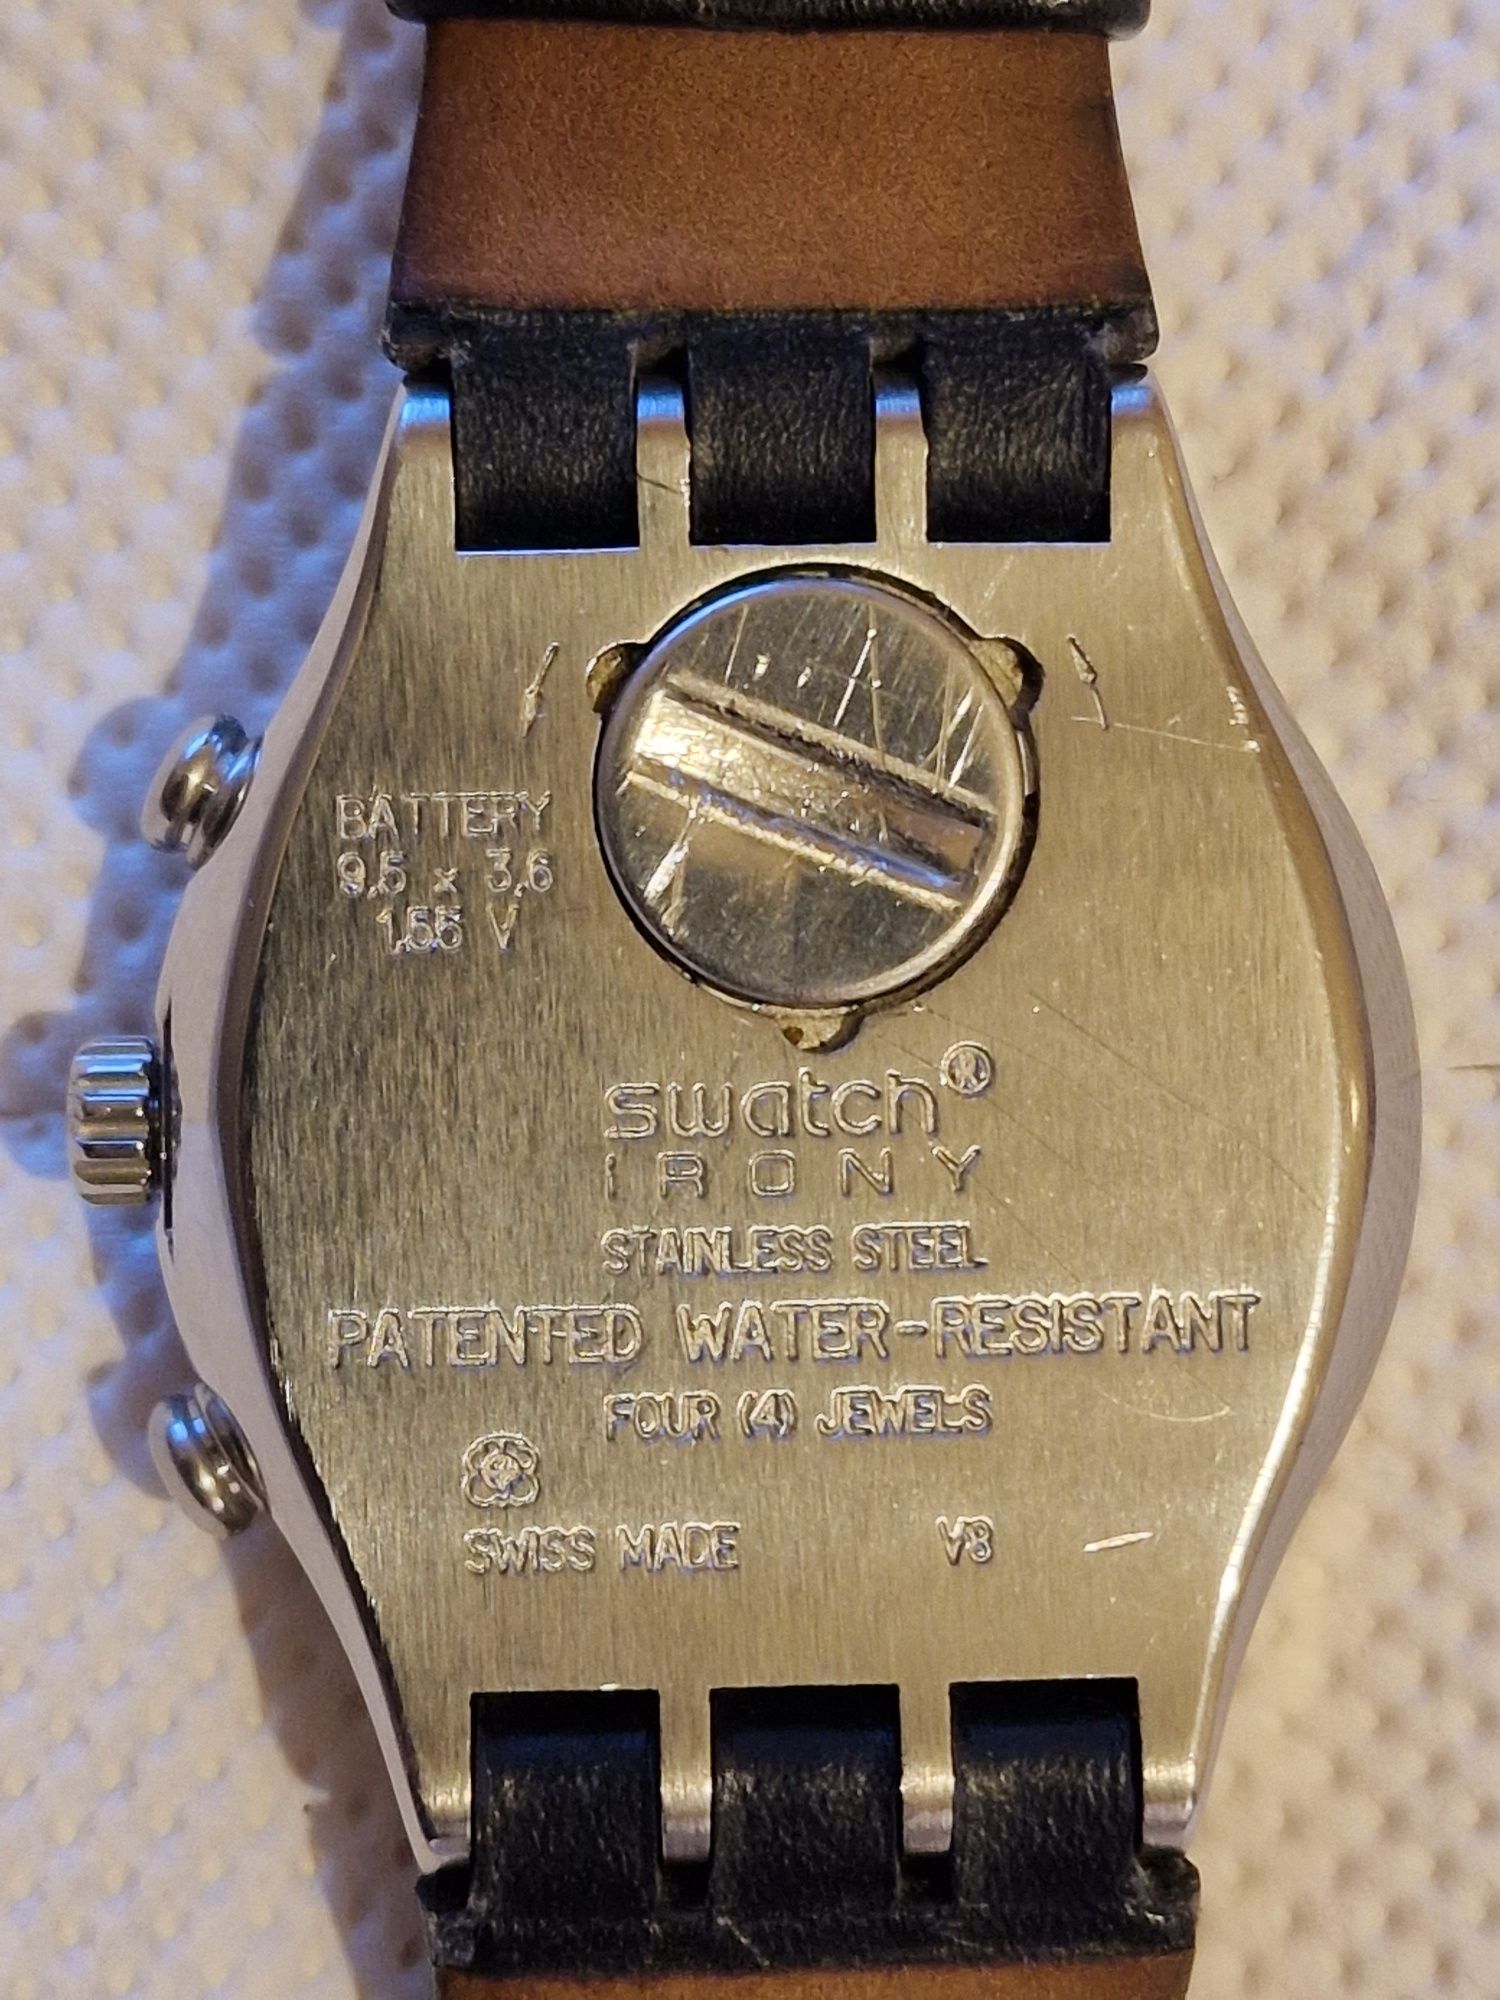 BATTERY
9,5 x 3,6
1.55 V
swatch®
IRONY
STAINLESS STEEL
PATENTED WATER-RESISTANT
FOUR (4) JEWELS
SWISS MADE V8